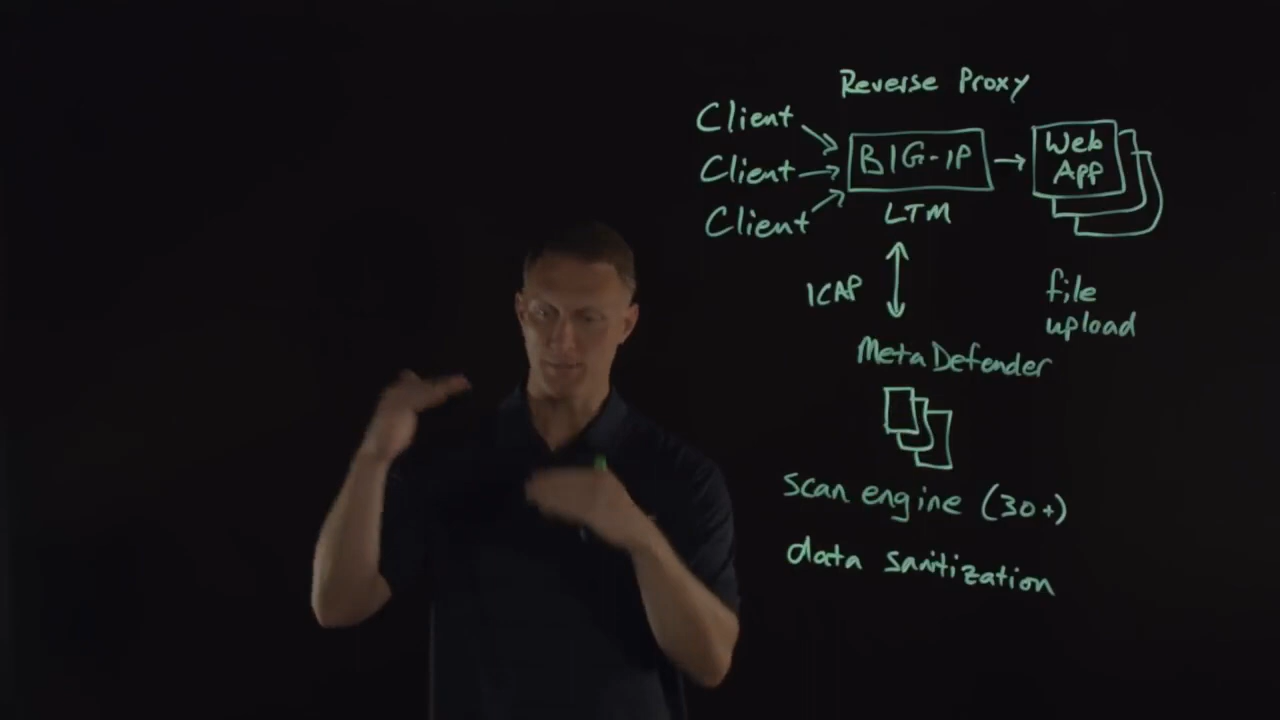 Reverse Proxy
Client
Client
Client
BIG-IP
LTM
Web
App
ICAP
file
upload
MetaDefender
scan engine (30+)
data sanitization